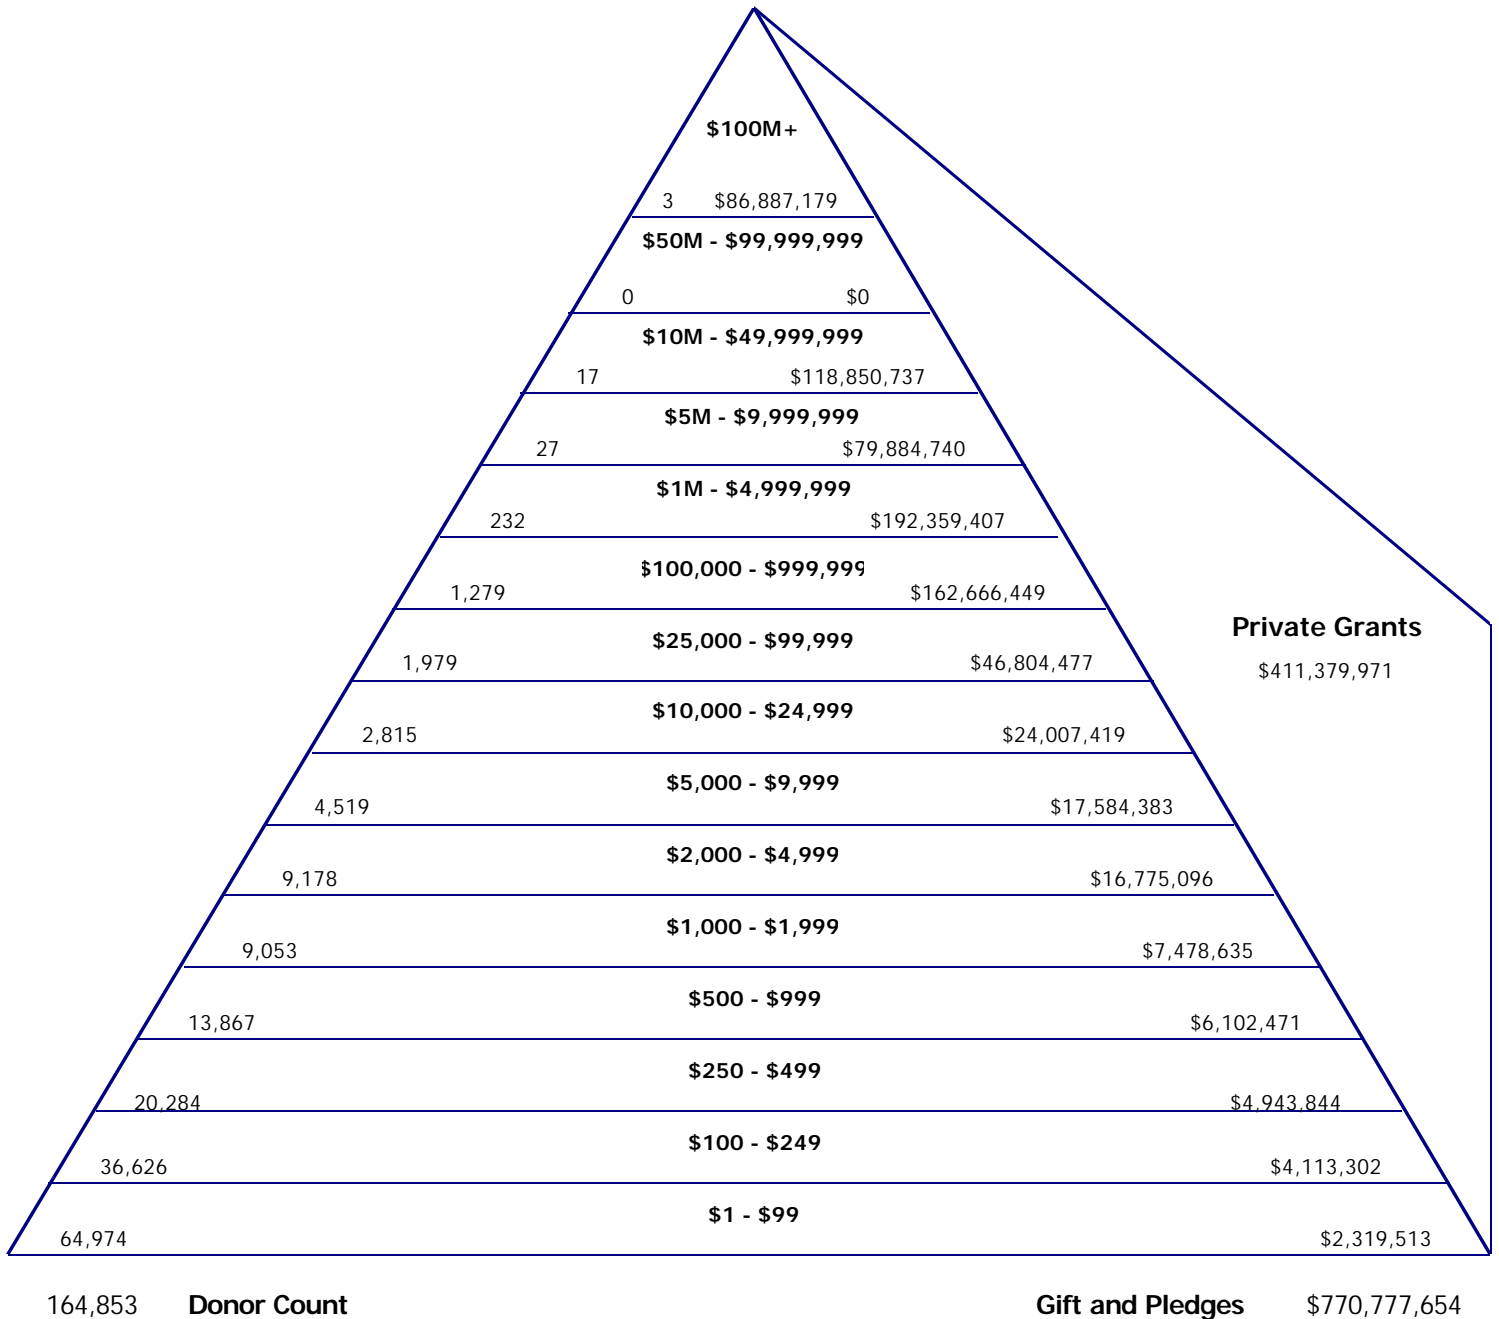 $100M+
3 $86,887,179
$50M - $99,999,999
0 $0
$10M - $49,999,999
17 $118,850,737
$5M - $9,999,999
27 $79,884,740
$1M - $4,999,999
232 $192,359,407
$100,000 - $999,999
1,279 $162,666,449
Private Grants
$25,000 - $99,999
1,979 $46,804,477
$411,379,971
$10,000 - $24,999
2,815 $24,007,419
$5,000 - $9,999
4,519 $17,584,383
$2,000 - $4,999
9,178 $16,775,096
$1,000 - $1,999
9,053 $7,478,635
$500 - $999
13,867 $6,102,471
$250 - $499
20,284 $4,943,844
$100 - $249
36,626 $4,113,302
$1 - $99
64,974 $2,319,513
164,853 Donor Count Gift and Pledges $770,777,654